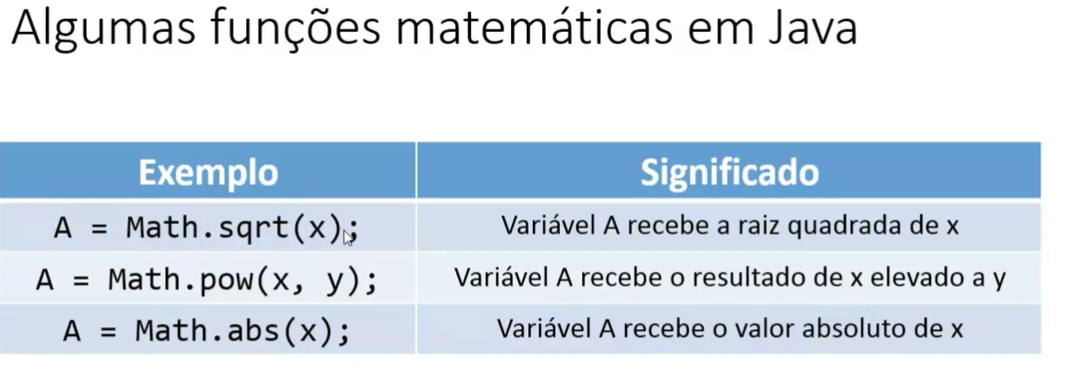 Algumas funções matemáticas em Java
Exemplo Significado
A = Math.sqrt(x); Variável A recebe a raiz quadrada de x
A = Math.pow(x, y); Variável A recebe o resultado de x elevado a y
A = Math.abs(x); Variável A recebe o valor absoluto de x